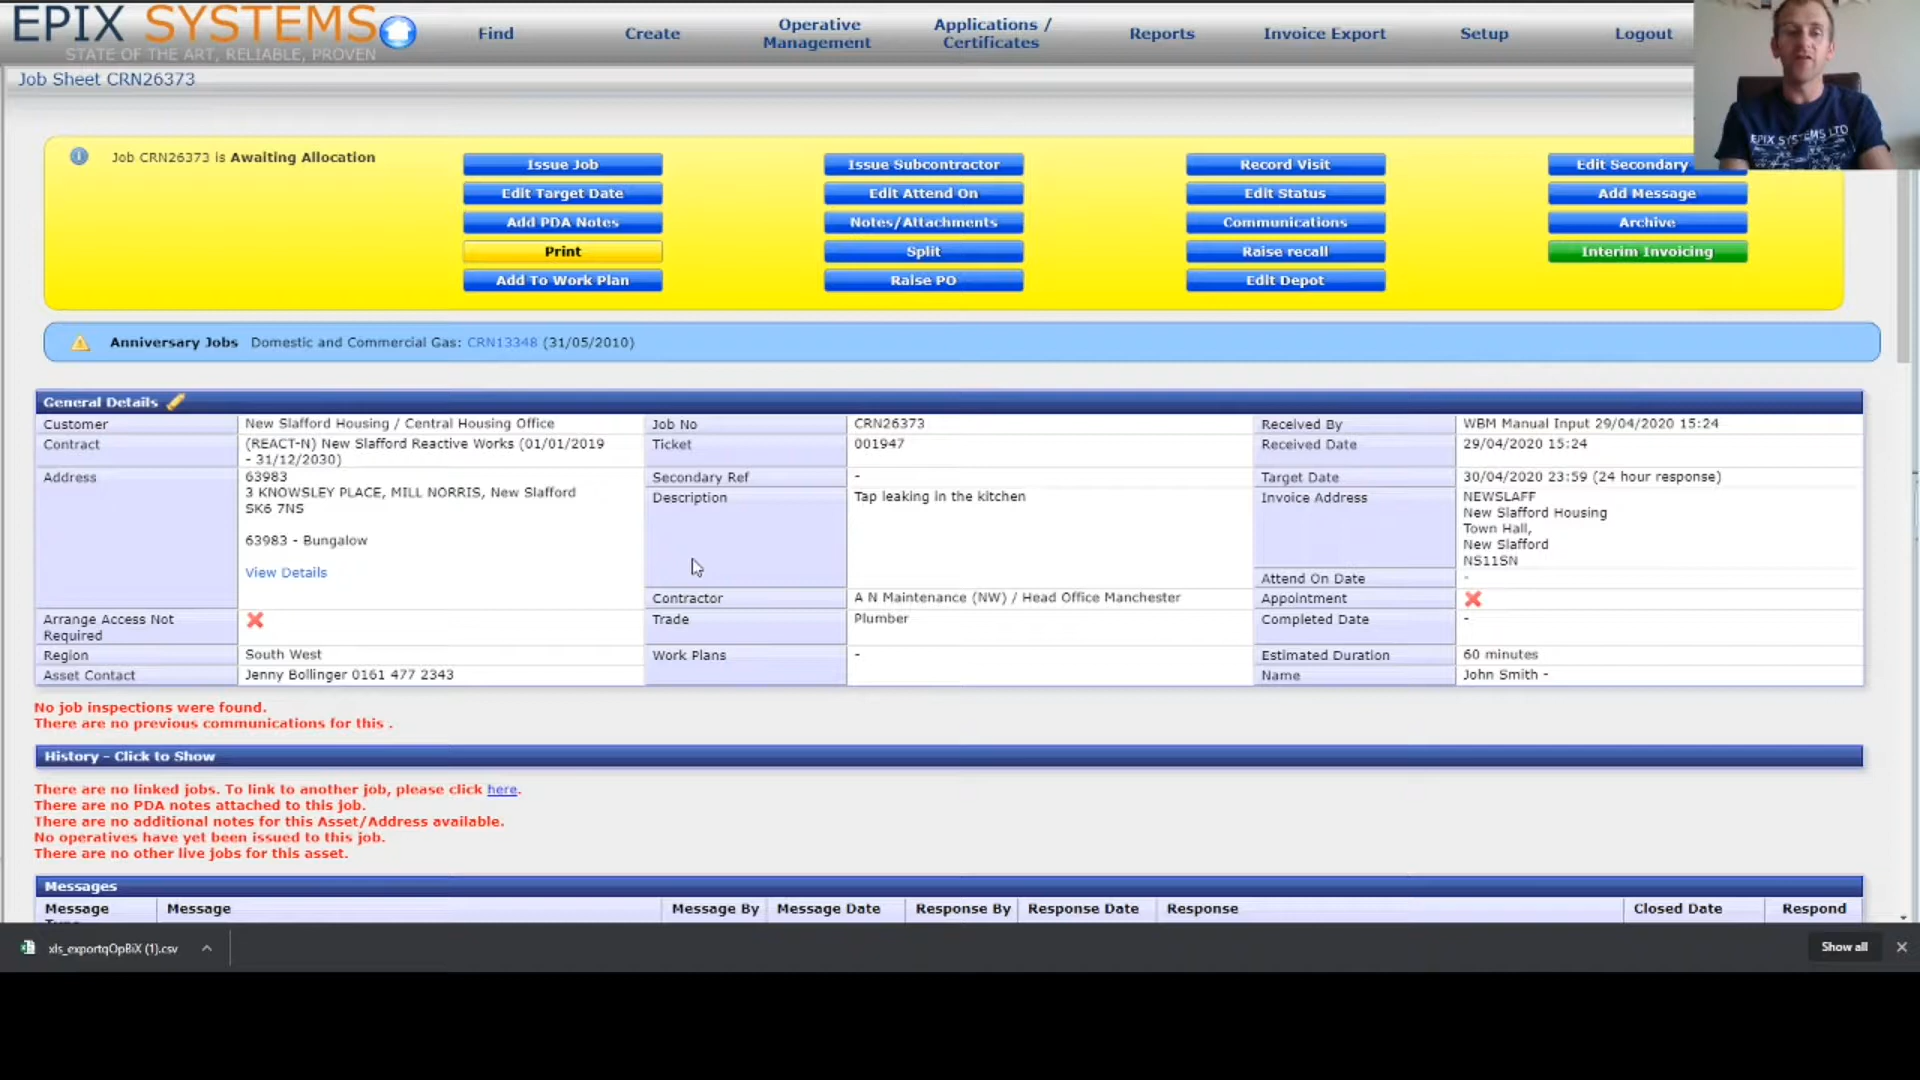 EPIX SYSTEMS
STATE OF THE ART, RELIABLE, PROVEN
Find
Create
Operative
Management
Applications /
Certificates
Reports
Invoice Export
Setup
Logout
Job Sheet CRN26373
EPIX SYSTEMS LTD
Job CRN26373 is Awaiting Allocation
Issue Job
Issue Subcontractor
Record Visit
Edit Secondary
Edit Target Date
Edit Attend On
Edit Status
Add Message
Add PDA Notes
Notes/Attachments
Communications
Archive
Print
Split
Raise recall
Interim Invoicing
Add To Work Plan
Raise PO
Edit Depot
Anniversary Jobs Domestic and Commercial Gas: CRN13348 (31/05/2010)
General Details
Customer
New Slafford Housing / Central Housing Office
Job No
CRN26373
Received By
WBM Manual Input 29/04/2020 15:24
Contract
(REACT-N) New Slafford Reactive Works (01/01/2019
- 31/12/2030)
Ticket
001947
Received Date
29/04/2020 15:24
Address
63983
3 KNOWSLEY PLACE, MILL NORRIS, New Slafford
SK6 7NS
63983 - Bungalow
View Details
Secondary Ref
-
Target Date
30/04/2020 23:59 (24 hour response)
Description
Tap leaking in the kitchen
Invoice Address
NEWSLAFF
New Slafford Housing
Town Hall,
New Slafford
NS11SN
Attend On Date
-
Contractor
A N Maintenance (NW) / Head Office Manchester
Appointment
Arrange Access Not
Required
Trade
Plumber
Completed Date
-
Region
South West
Work Plans
-
Estimated Duration
60 minutes
Asset Contact
Jenny Bollinger 0161 477 2343
Name
John Smith -
No job inspections were found.
There are no previous communications for this .
History - Click to Show
There are no linked jobs. To link to another job, please click here.
There are no PDA notes attached to this job.
There are no additional notes for this Asset/Address available.
No operatives have yet been issued to this job.
There are no other live jobs for this asset.
Messages
Message
Message
Message By
Message Date
Response By
Response Date
Response
Closed Date
Respond
xls_exportqOpBiX (1).csv
Show all